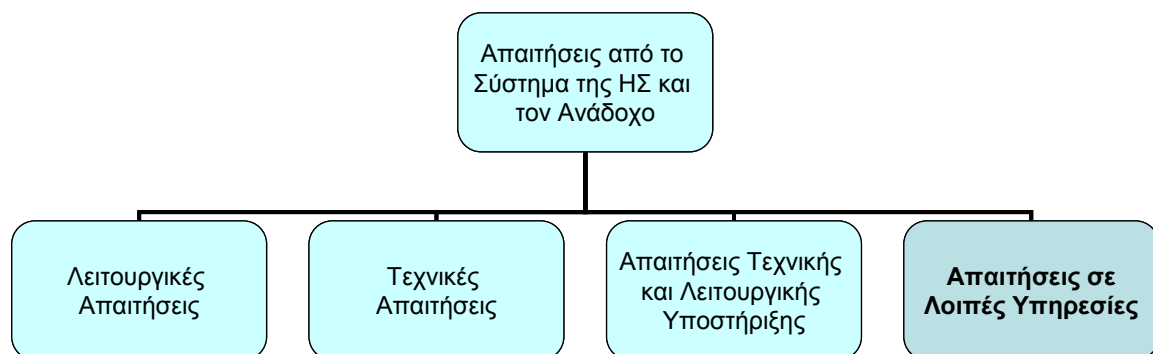 Απαιτήσεις από το
Σύστημα της ΗΣ και
τον Ανάδοχο
Λειτουργικές
Απαιτήσεις
Τεχνικές
Απαιτήσεις
Απαιτήσεις Τεχνικής
και Λειτουργικής
Υποστήριξης
Απαιτήσεις σε
Λοιπές Υπηρεσίες